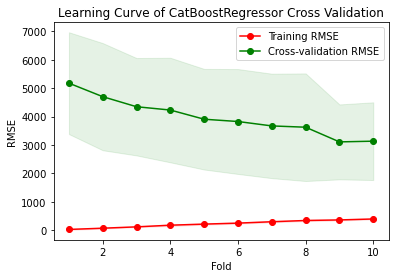 Learning Curve of CatBoostRegressor Cross Validation
Training RMSE
Cross-validation RMSE
7000
6000
5000
4000
3000
2000
1000
0
RMSE
2
4
6
8
10
Fold